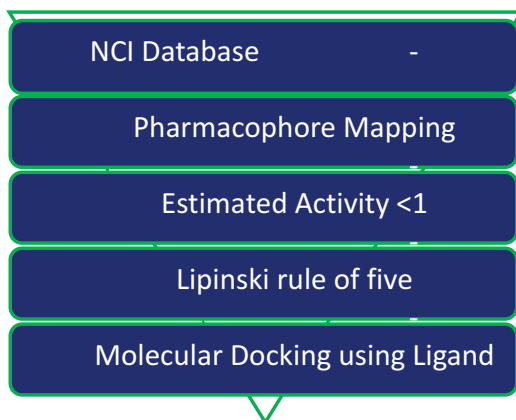 NCI Database -
Pharmacophore Mapping
-
Estimated Activity <1
-
Lipinski rule of five
-
Molecular Docking using Ligand